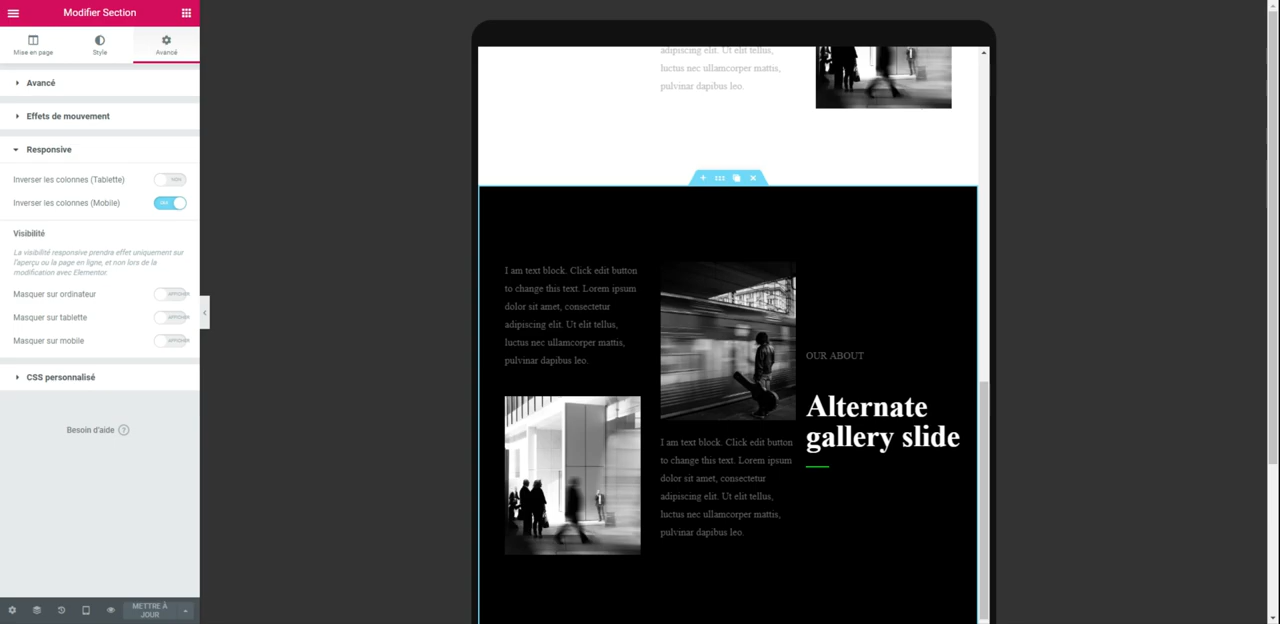 Modifier Section
Mise en page
Style
Avancé
Avancé
Effets de mouvement
Responsive
Inverser les colonnes (Tablette)
NON
Inverser les colonnes (Mobile)
OUI
Visibilité
La visibilité responsive prendra effet uniquement sur
l'aperçu ou la page en ligne, et non lors de la
modification avec Elementor.
Masquer sur ordinateur
AFFICHER
Masquer sur tablette
AFFICHER
Masquer sur mobile
AFFICHER
CSS personnalisé
Besoin d'aide ?
METTRE À
JOUR
adipiscing elit. Ut elit tellus,
luctus nec ullamcorper mattis,
pulvinar dapibus leo.
I am text block. Click edit button
to change this text. Lorem ipsum
dolor sit amet, consectetur
adipiscing elit. Ut elit tellus,
luctus nec ullamcorper mattis,
pulvinar dapibus leo.
I am text block. Click edit button
to change this text. Lorem ipsum
dolor sit amet, consectetur
adipiscing elit. Ut elit tellus,
luctus nec ullamcorper mattis,
pulvinar dapibus leo.
OUR ABOUT
Alternate
gallery slide